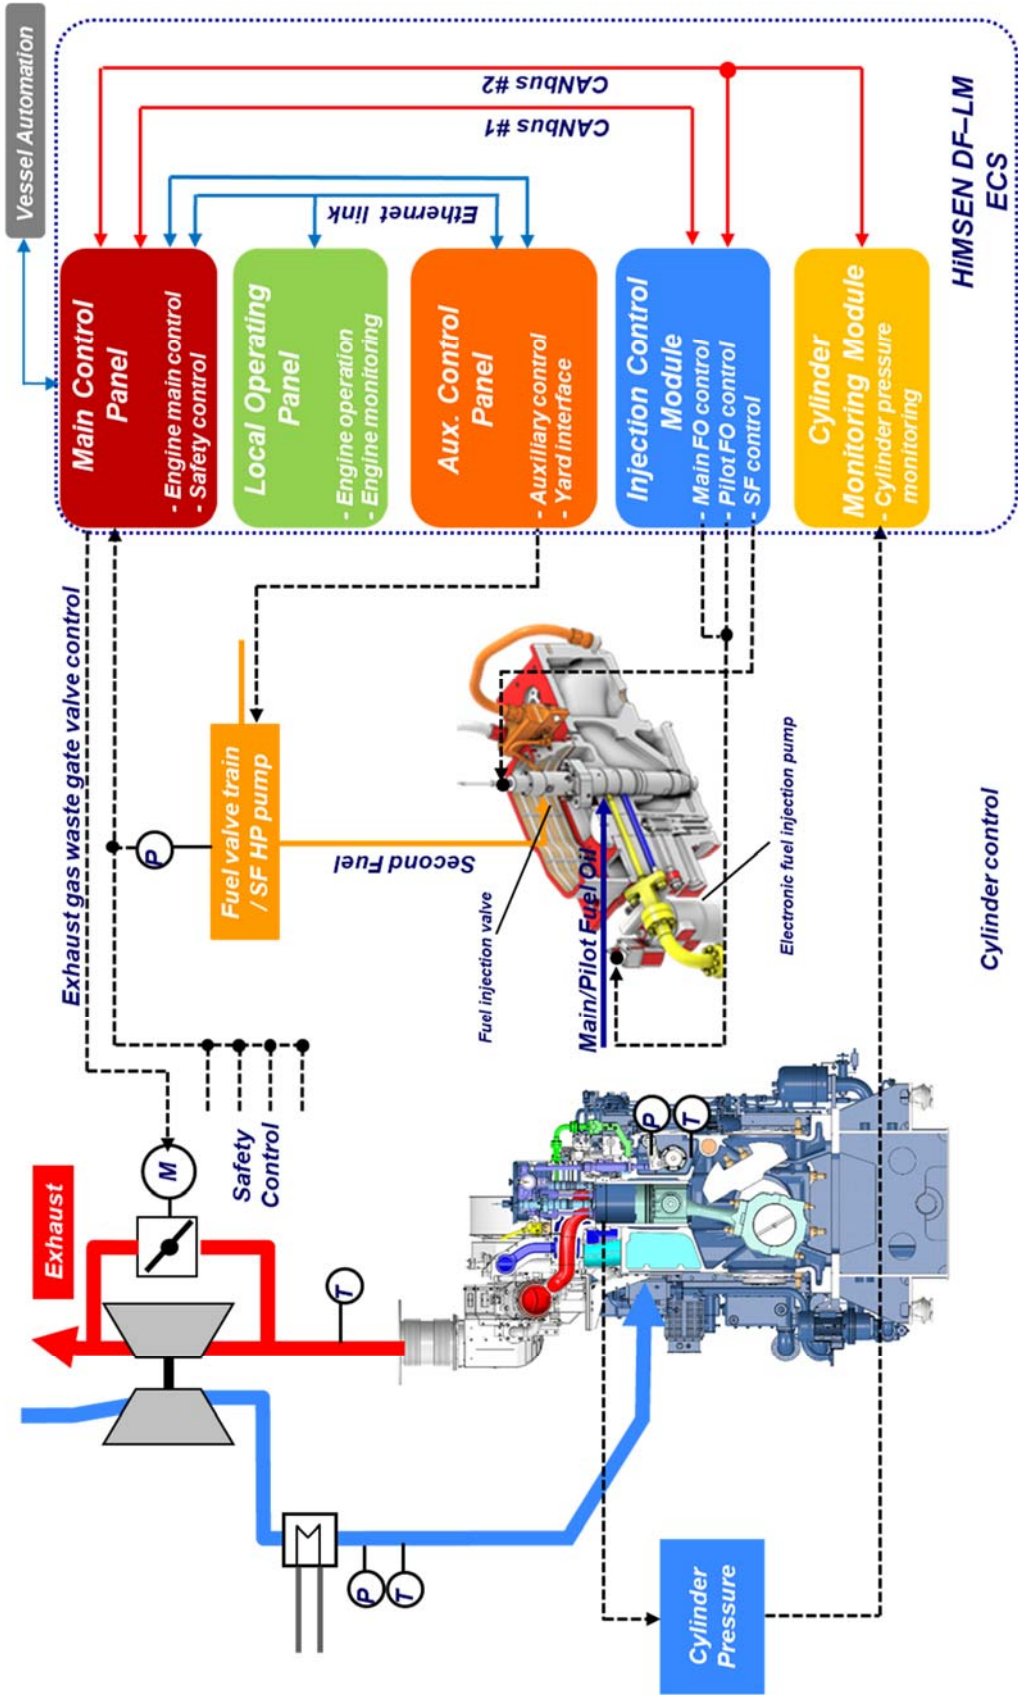 Vessel Automation
Main Control
Panel
- Engine main control
- Safety control
Local Operating
Panel
- Engine operation
- Engine monitoring
Aux. Control
Panel
- Auxiliary control
- Yard interface
Injection Control
Module
- Main FO control
- Pilot FO control
- SF control
Cylinder
Monitoring Module
- Cylinder pressure
monitoring
CANbus #2
CANbus #1
Ethernet link
HiMSEN DF–LM
ECS
Exhaust gas waste gate valve control
P
Fuel valve train
/ SF HP pump
Second Fuel
Fuel injection valve
Main/Pilot Fuel Oil
Electronic fuel injection pump
Cylinder control
Exhaust
M
Safety
Control
T
P
T
P
T
Cylinder
Pressure